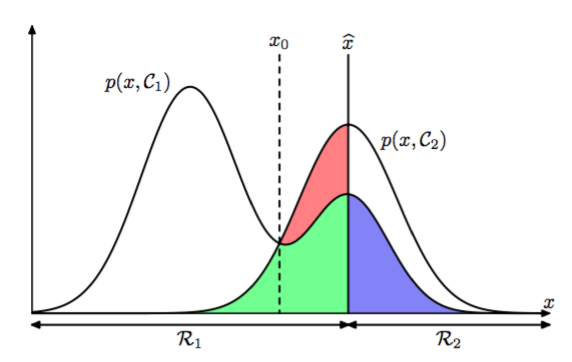 x₀
x̂
p(x, C₁)
p(x, C₂)
x
R₁
R₂